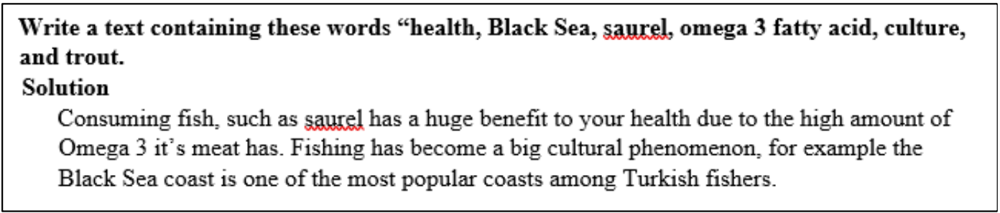 Write a text containing these words “health, Black Sea, saurel, omega 3 fatty acid, culture,
and trout.
Solution
Consuming fish, such as saurel has a huge benefit to your health due to the high amount of
Omega 3 it’s meat has. Fishing has become a big cultural phenomenon, for example the
Black Sea coast is one of the most popular coasts among Turkish fishers.